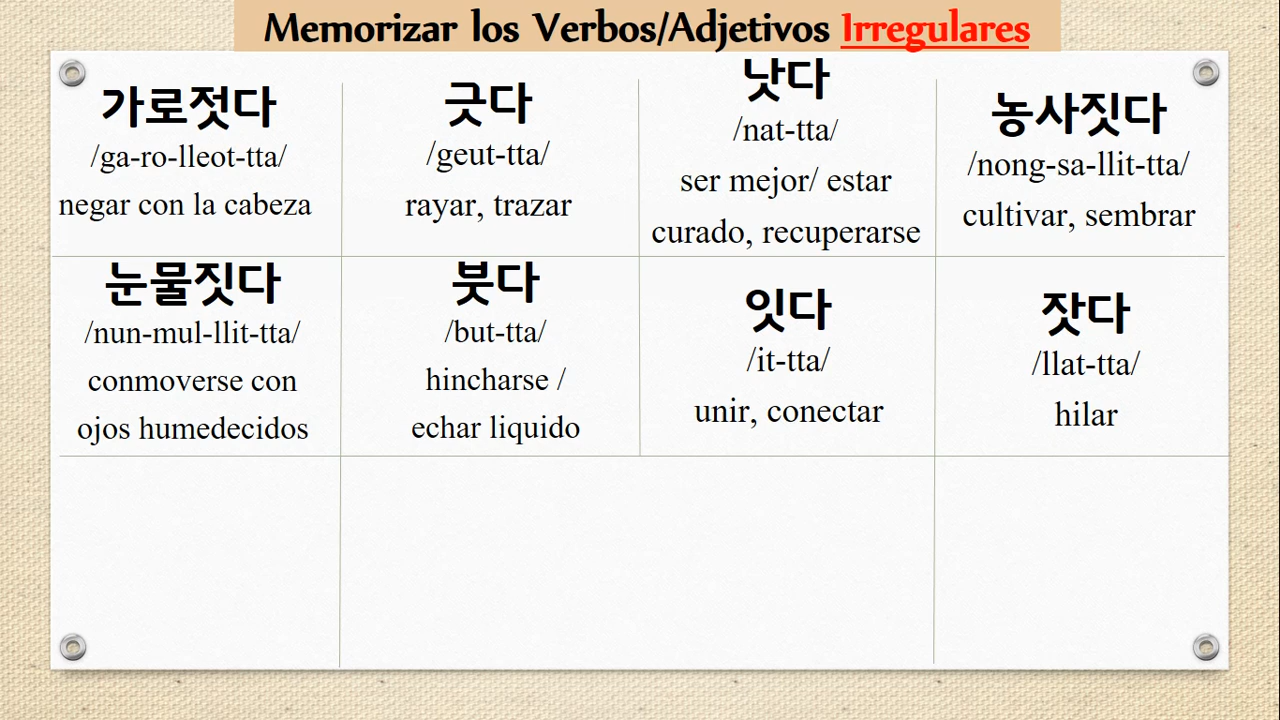 Memorizar los Verbos/Adjetivos Irregulares
가로젓다
/ga-ro-lleot-tta/
negar con la cabeza
긋다
/geut-tta/
rayar, trazar
낫다
/nat-tta/
ser mejor/ estar
curado, recuperarse
농사짓다
/nong-sa-llit-tta/
cultivar, sembrar
눈물짓다
/nun-mul-llit-tta/
conmoverse con
ojos humedecidos
붓다
/but-tta/
hincharse /
echar liquido
잇다
/it-tta/
unir, conectar
잣다
/llat-tta/
hilar